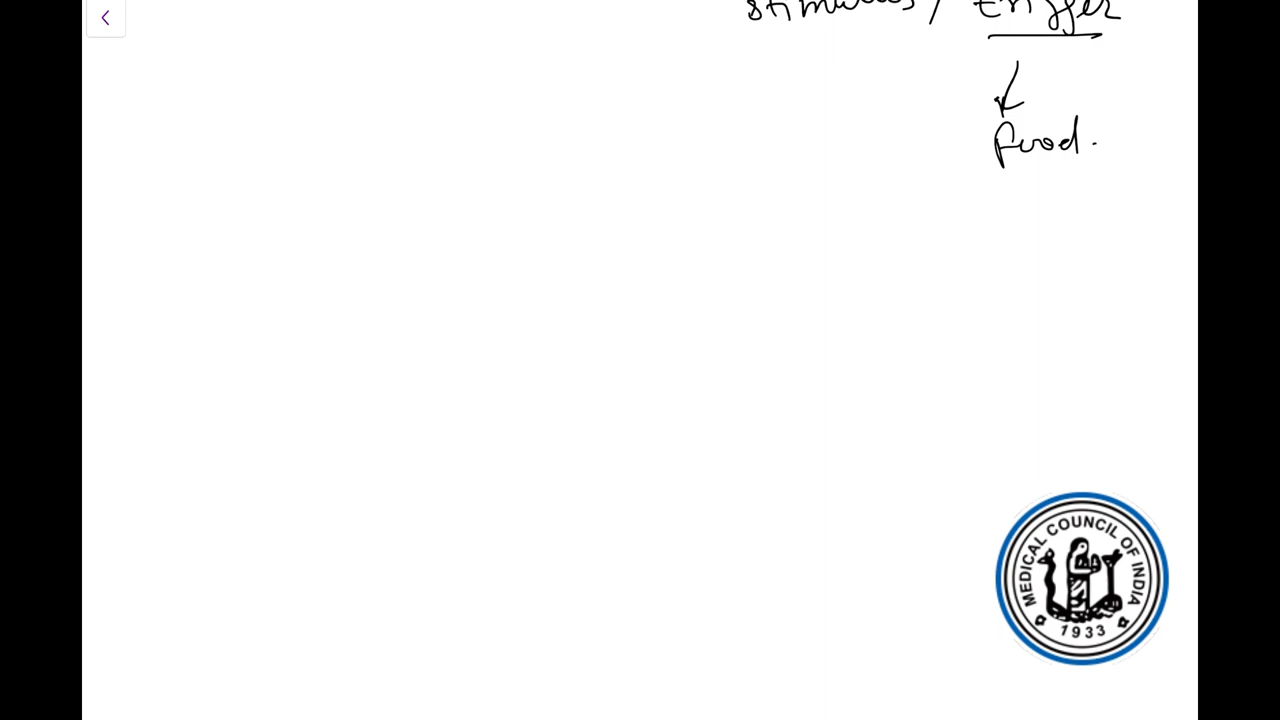 stimulus / trigger
food.
MEDICAL COUNCIL OF INDIA
1933